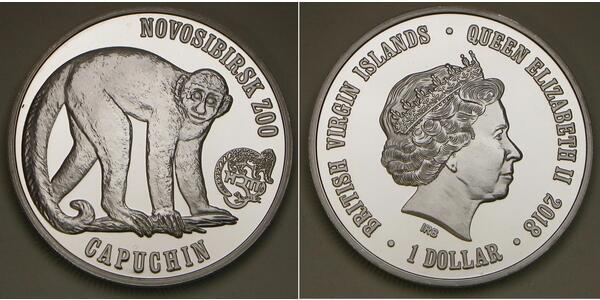 NOVOSIBIRSK ZOO
CAPUCHIN
BRITISH VIRGIN ISLANDS · QUEEN ELIZABETH II 2018
· 1 DOLLAR ·
IRB